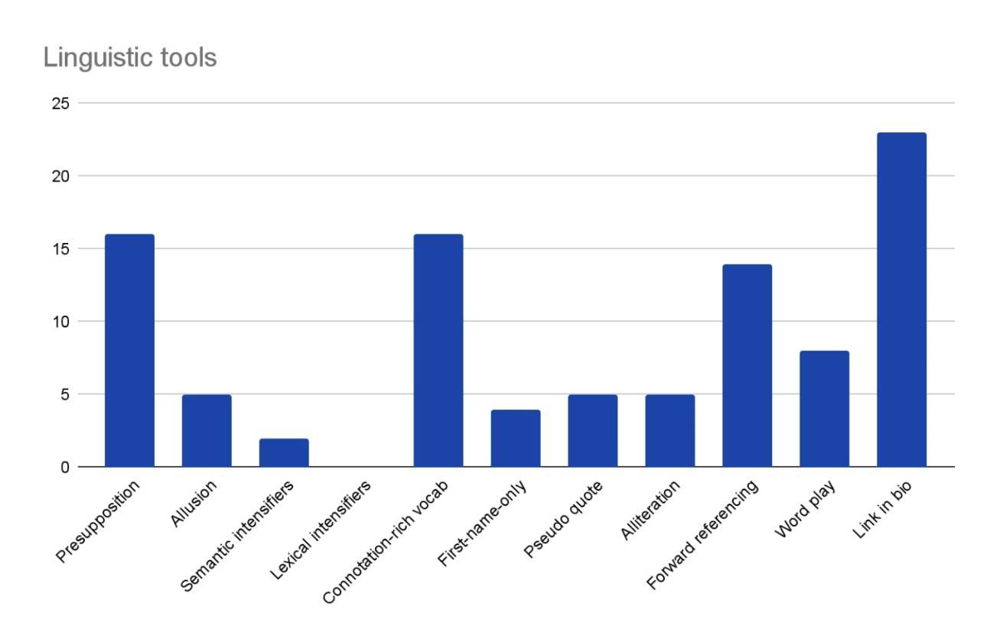 Linguistic tools
25
20
15
10
5
0
Presupposition
Allusion
Semantic intensifiers
Lexical intensifiers
Connotation-rich vocab
First-name-only
Pseudo quote
Alliteration
Forward referencing
Word play
Link in bio